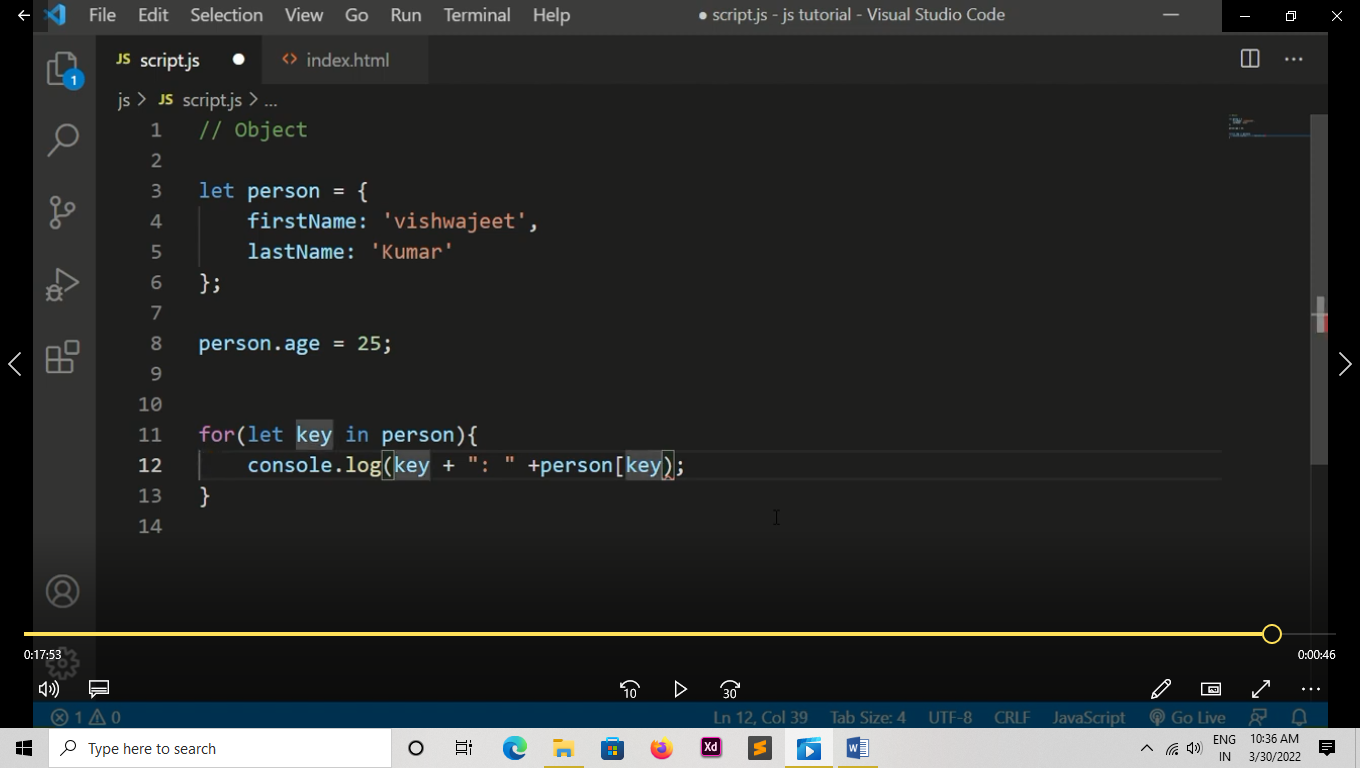 File Edit Selection View Go Run Terminal Help ● script.js - js tutorial - Visual Studio Code
JS script.js ● <> index.html
1
js > JS script.js > ...
1 // Object
2
3 let person = {
4 firstName: 'vishwajeet',
5 lastName: 'Kumar'
6 };
7
8 person.age = 25;
9
10
11 for(let key in person){
12 console.log(key + ": " +person[key);
13 }
14
0:17:53 0:00:46
10 30
1 0 Ln 12, Col 39 Tab Size: 4 UTF-8 CRLF JavaScript Go Live
Type here to search Xd ENG 10:36 AM
IN 3/30/2022